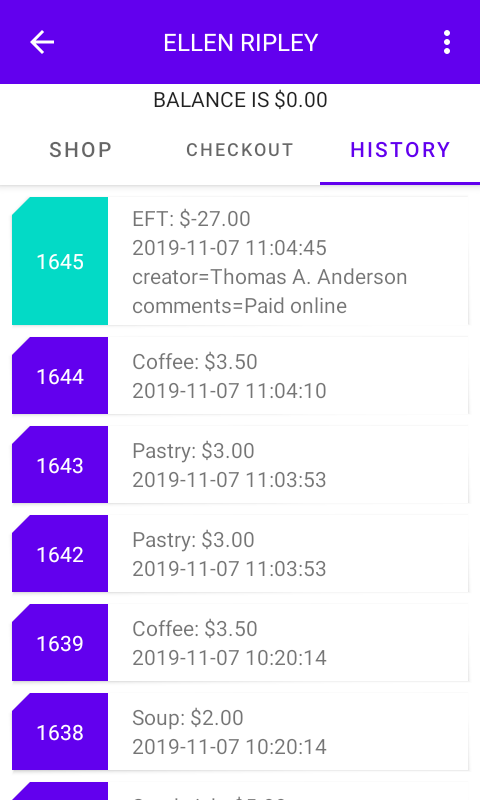 ELLEN RIPLEY
BALANCE IS $0.00
SHOP
CHECKOUT
HISTORY
1645
EFT: $-27.00
2019-11-07 11:04:45
creator=Thomas A. Anderson
comments=Paid online
1644
Coffee: $3.50
2019-11-07 11:04:10
1643
Pastry: $3.00
2019-11-07 11:03:53
1642
Pastry: $3.00
2019-11-07 11:03:53
1639
Coffee: $3.50
2019-11-07 10:20:14
1638
Soup: $2.00
2019-11-07 10:20:14